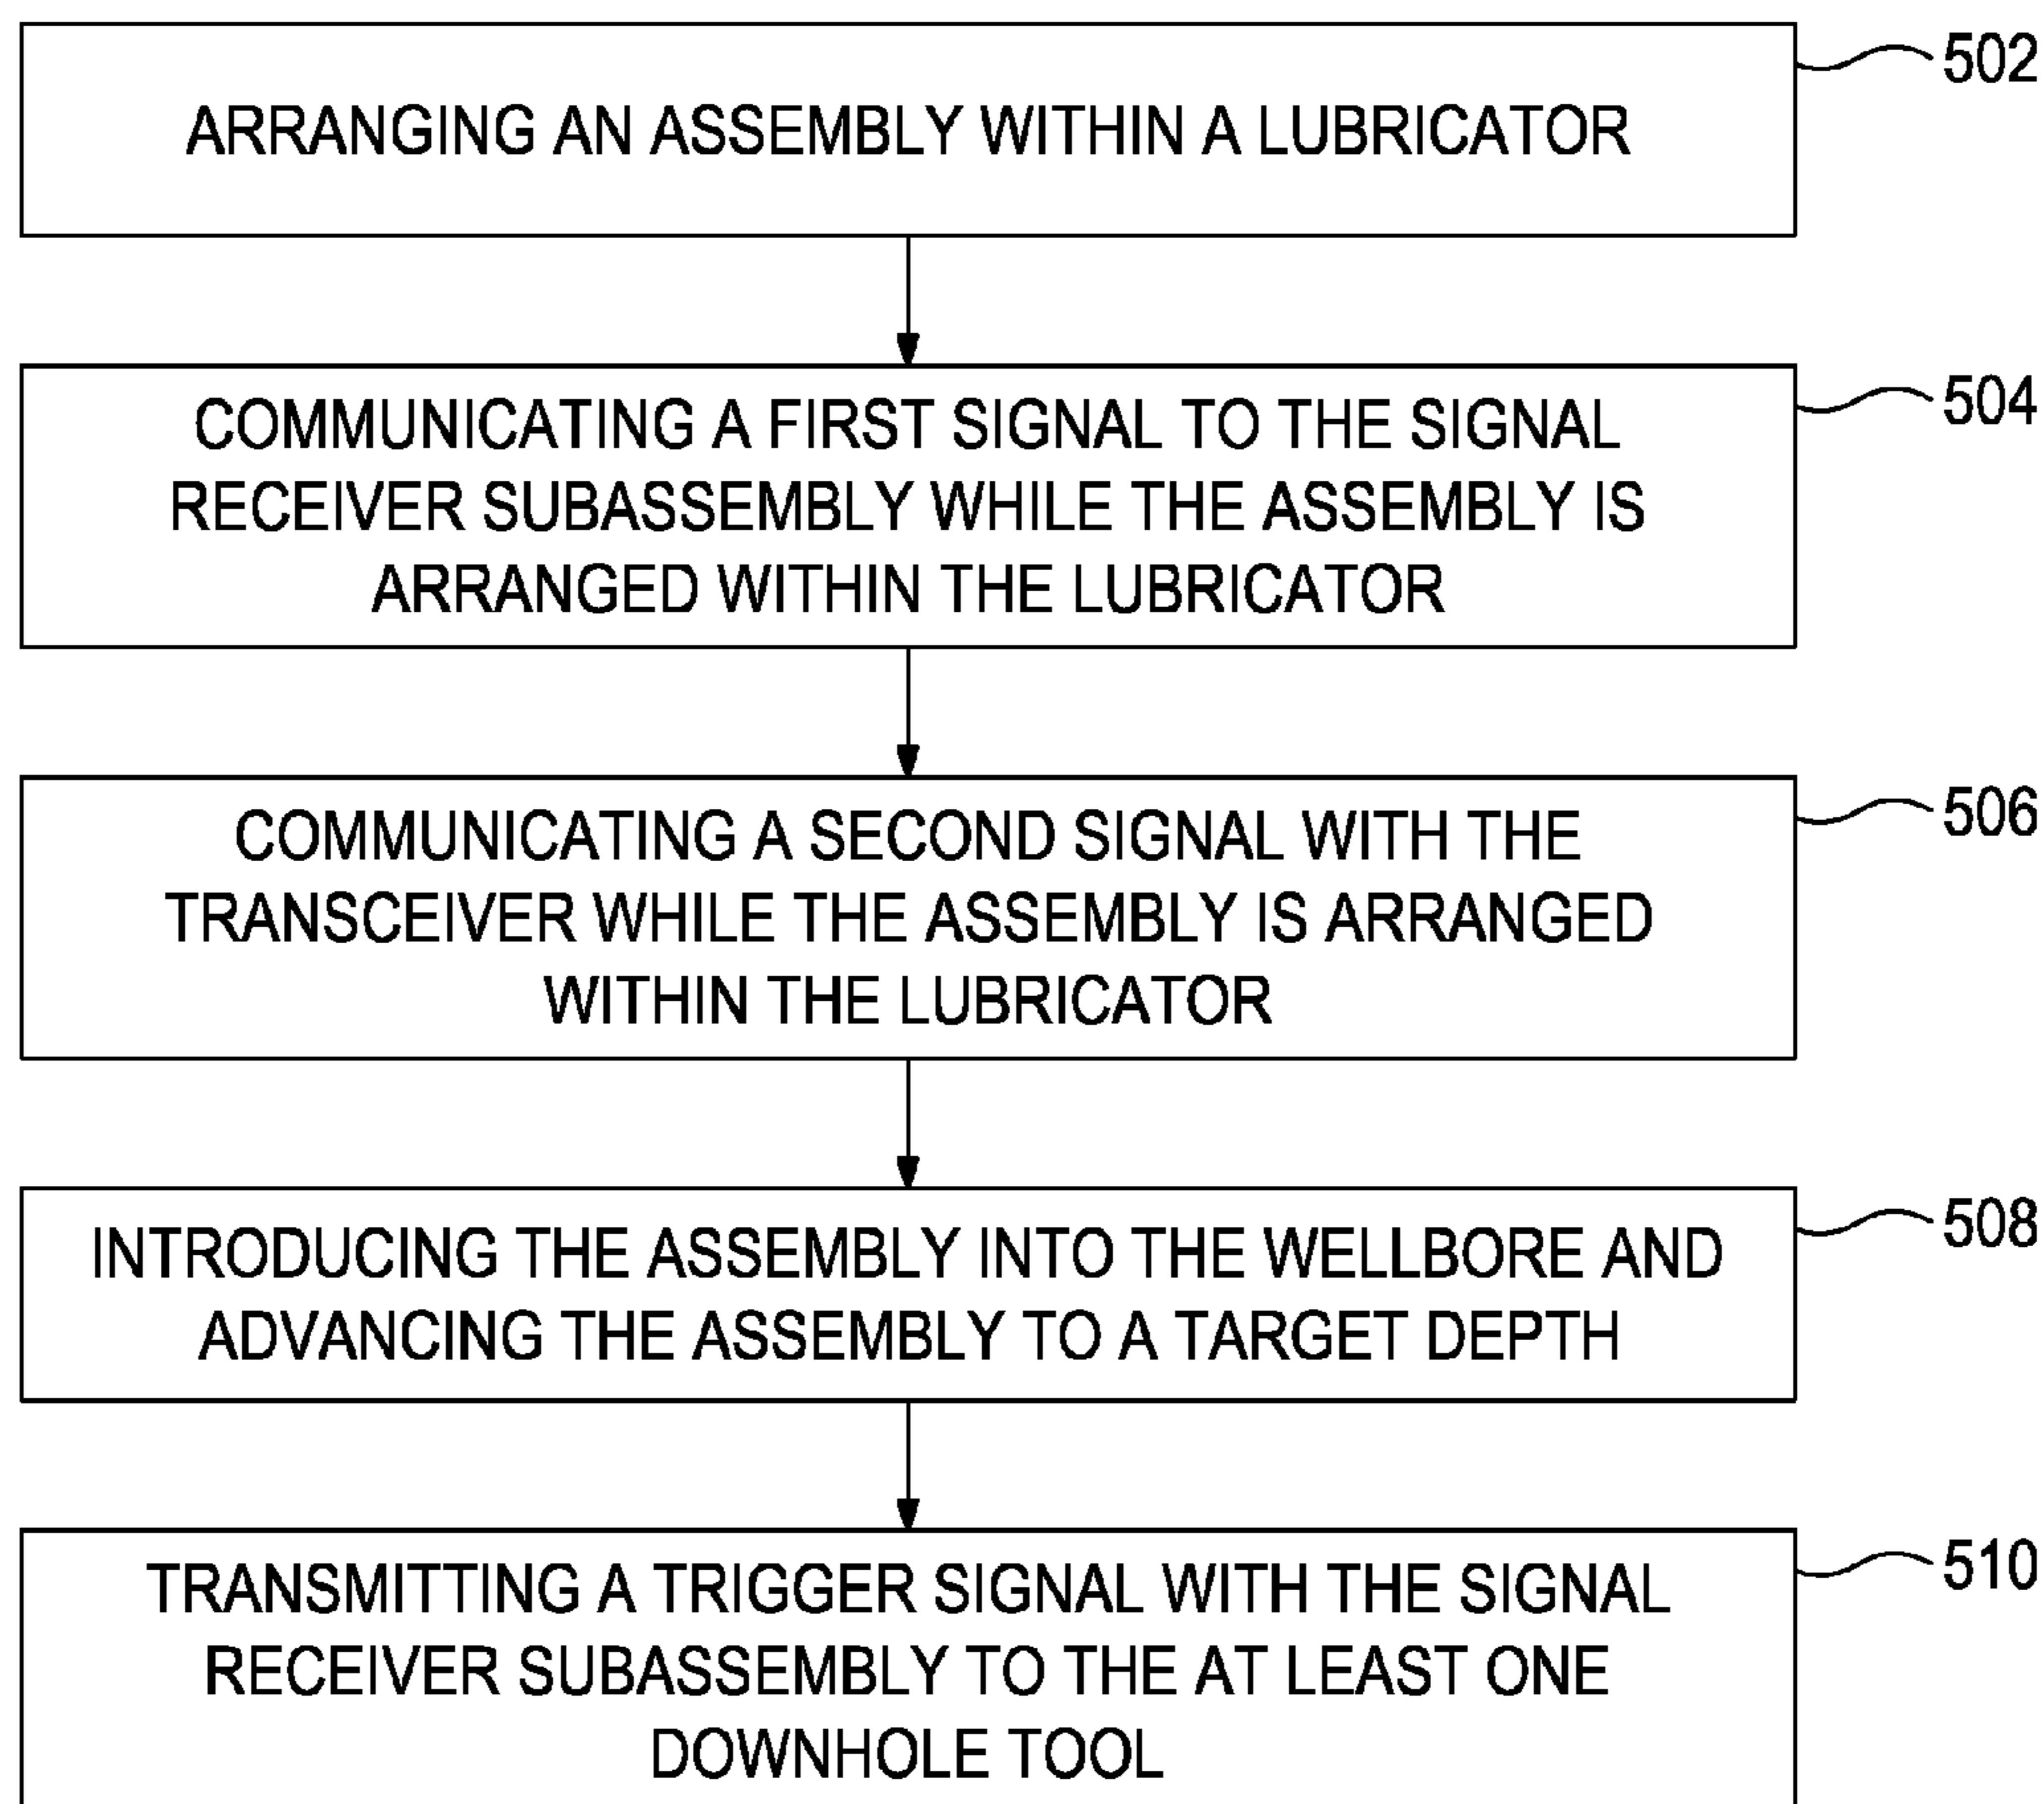 502
ARRANGING AN ASSEMBLY WITHIN A LUBRICATOR
504
COMMUNICATING A FIRST SIGNAL TO THE SIGNAL
RECEIVER SUBASSEMBLY WHILE THE ASSEMBLY IS
ARRANGED WITHIN THE LUBRICATOR
506
COMMUNICATING A SECOND SIGNAL WITH THE
TRANSCEIVER WHILE THE ASSEMBLY IS ARRANGED
WITHIN THE LUBRICATOR
508
INTRODUCING THE ASSEMBLY INTO THE WELLBORE AND
ADVANCING THE ASSEMBLY TO A TARGET DEPTH
510
TRANSMITTING A TRIGGER SIGNAL WITH THE SIGNAL
RECEIVER SUBASSEMBLY TO THE AT LEAST ONE
DOWNHOLE TOOL